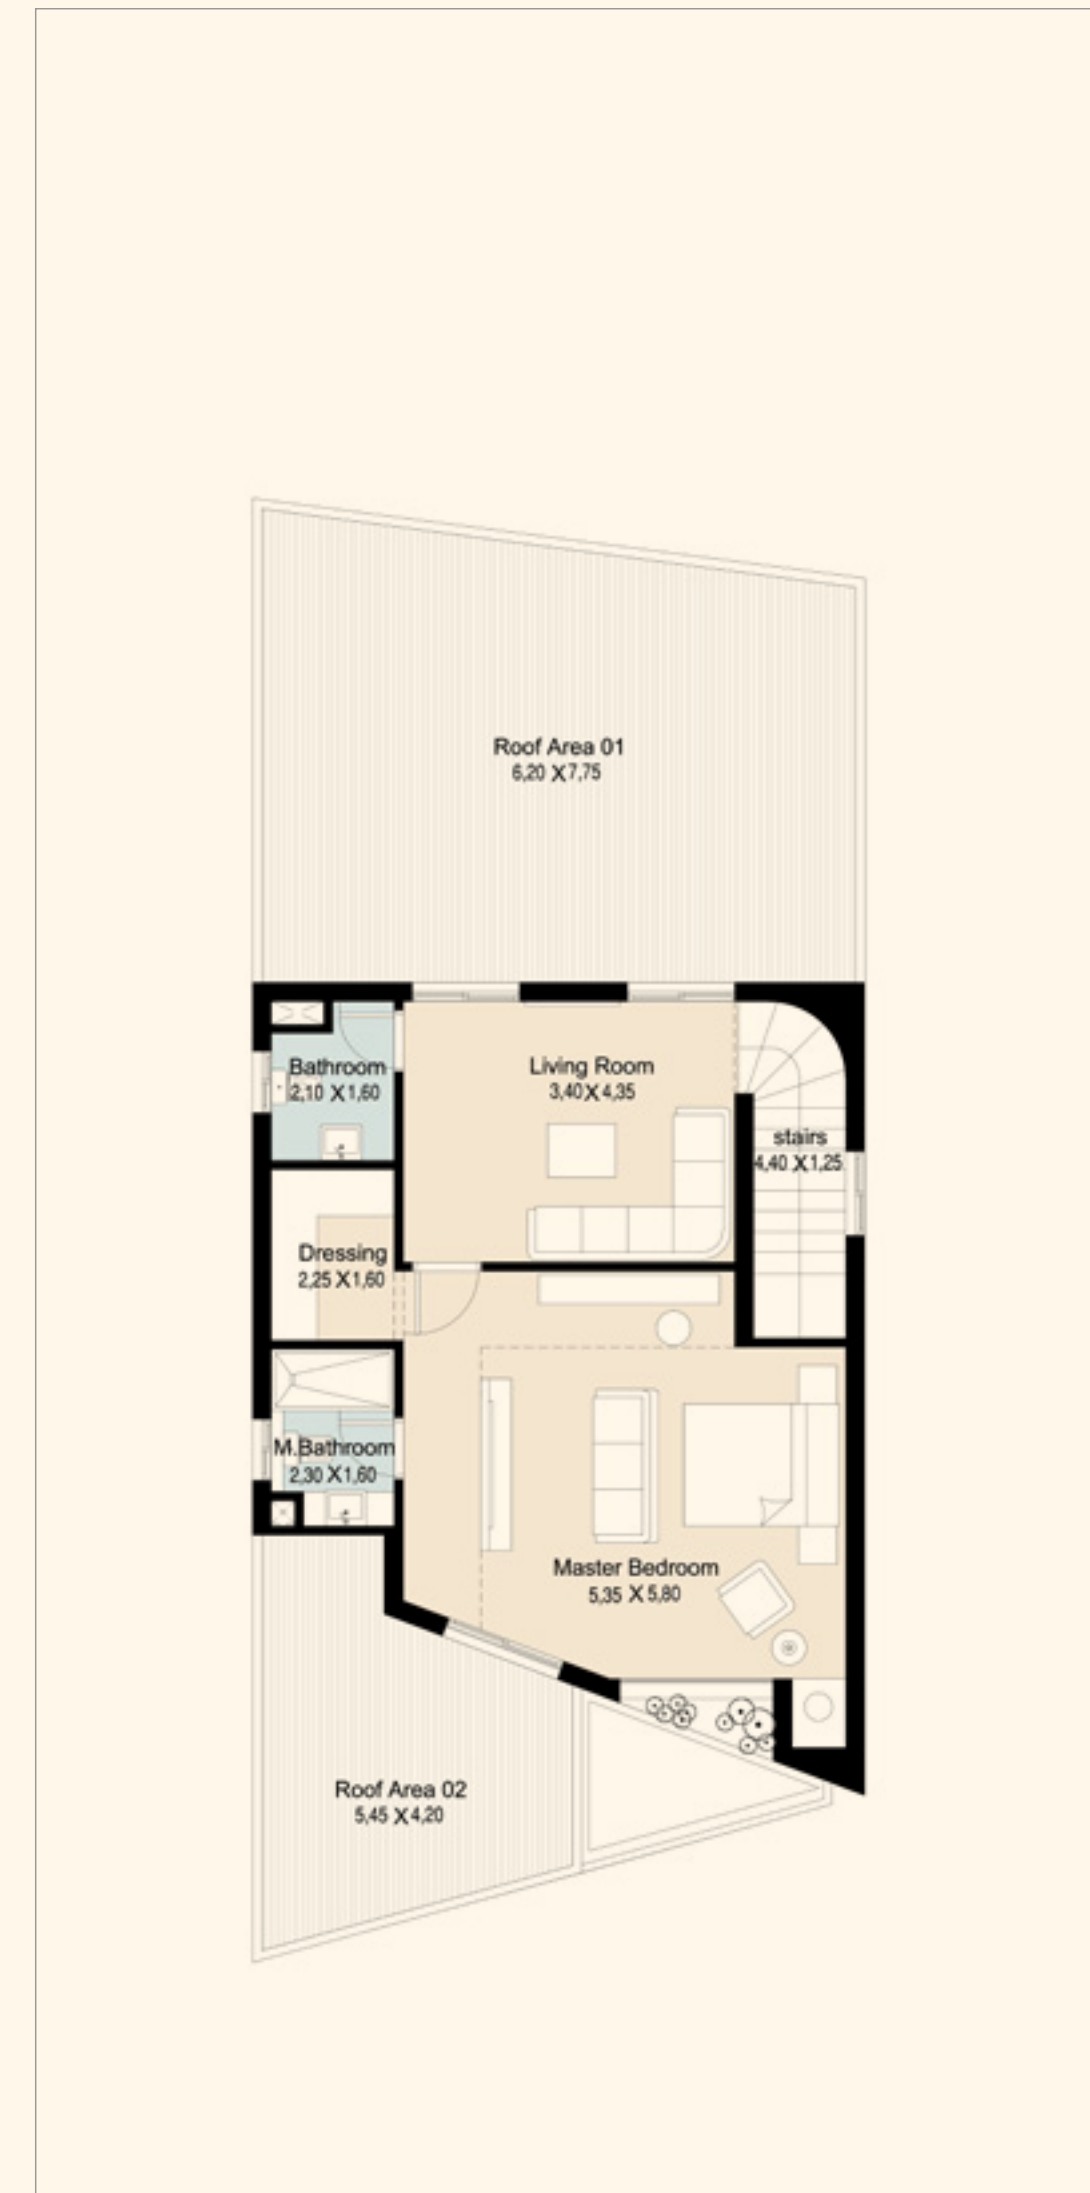 Roof Area 01
6,20 X 7,75
Bathroom
2,10 X 1,60
Living Room
3,40 X 4,35
stairs
4,40 X 1,25
Dressing
2,25 X 1,60
M.Bathroom
2,30 X 1,60
Master Bedroom
5,35 X 5,80
Roof Area 02
5,45 X 4,20